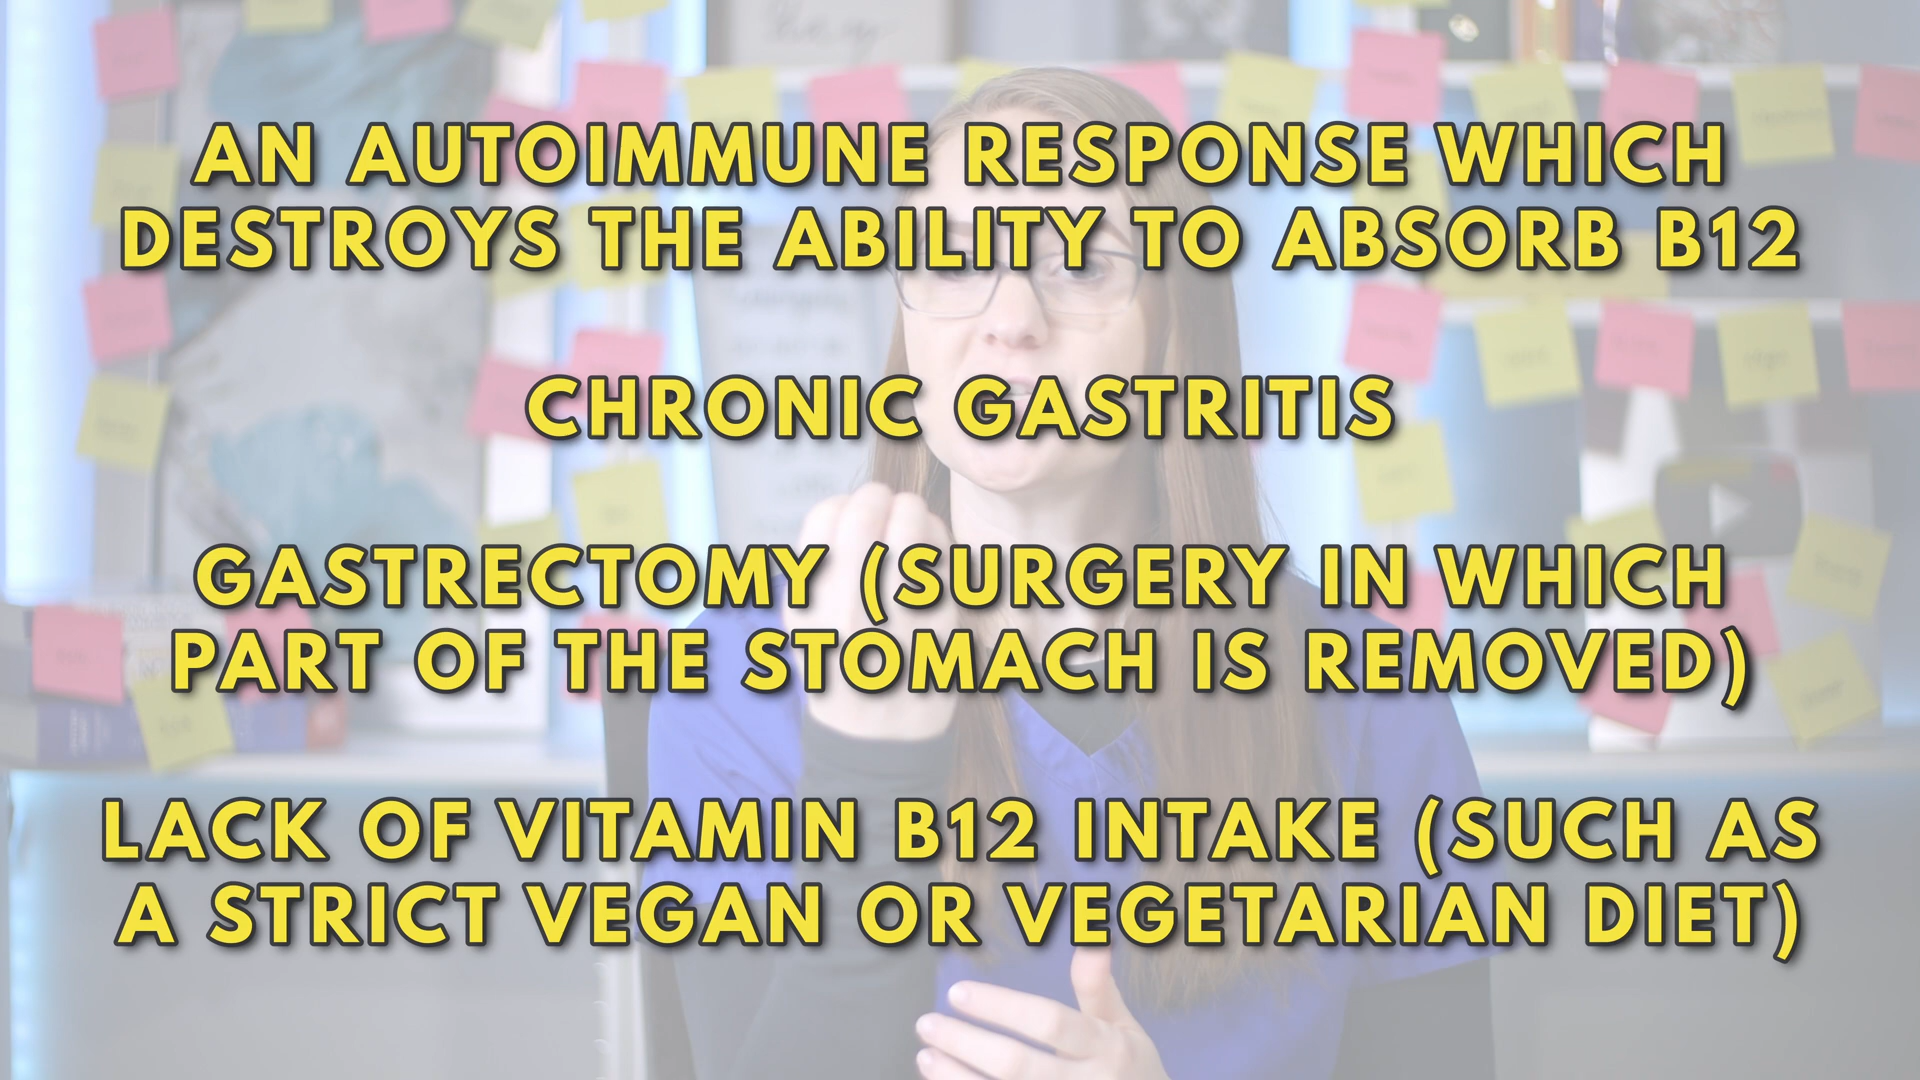 AN AUTOIMMUNE RESPONSE WHICH
DESTROYS THE ABILITY TO ABSORB B12
CHRONIC GASTRITIS
GASTRECTOMY (SURGERY IN WHICH
PART OF THE STOMACH IS REMOVED)
LACK OF VITAMIN B12 INTAKE (SUCH AS
A STRICT VEGAN OR VEGETARIAN DIET)